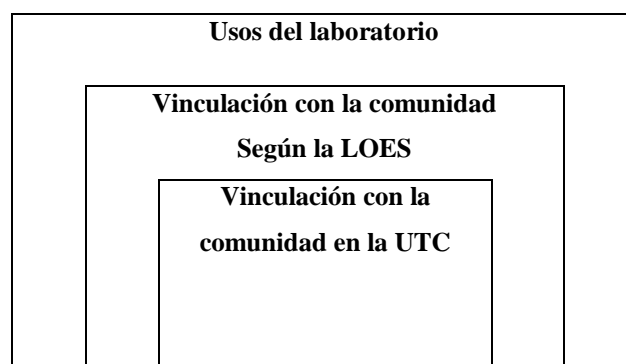 Usos del laboratorio
Vinculación con la comunidad
Según la LOES
Vinculación con la
comunidad en la UTC